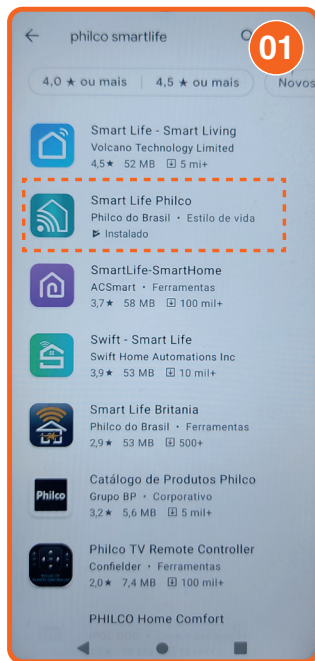 philco smartlife
01
4,0 ★ ou mais
4,5 ★ ou mais
Novos
Smart Life - Smart Living
Volcano Technology Limited
4,5★ 52 MB 5 mi+
Smart Life Philco
Philco do Brasil • Estilo de vida
Instalado
SmartLife-SmartHome
ACSmart • Ferramentas
3,7★ 58 MB 100 mil+
Swift - Smart Life
Swift Home Automations Inc
3,9★ 53 MB 10 mil+
Smart Life Britania
Philco do Brasil • Ferramentas
2,9★ 53 MB 500+
Philco
Catálogo de Produtos Philco
Grupo BP • Corporativo
3,2★ 5,6 MB 5 mil+
Philco TV Remote Controller
Confielder • Ferramentas
2,0★ 7,4 MB 100 mil+
PHILCO Home Comfort